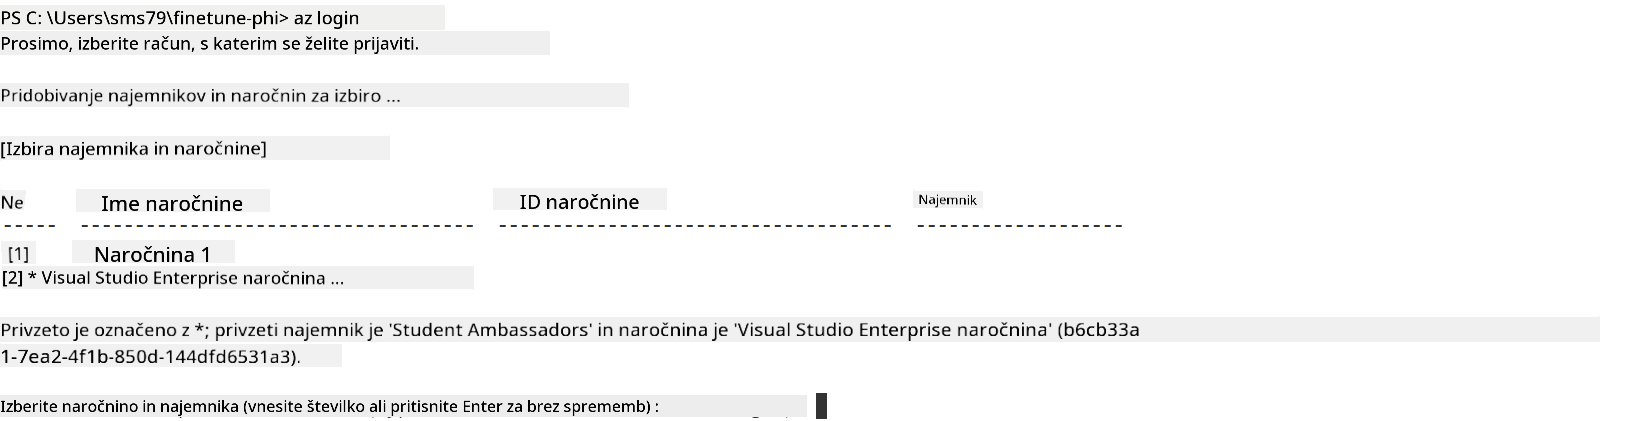 PS C: \Users\sms79\finetune-phi> az login
Prosimo, izberite račun, s katerim se želite prijaviti.
Pridobivanje najemnikov in naročnin za izbiro ...
[Izbira najemnika in naročnine]
Ne Ime naročnine ID naročnine Najemnik
----- ------------------------------------ ------------------------------------ -------------------
[1] Naročnina 1
[2] * Visual Studio Enterprise naročnina ...
Privzeto je označeno z *; privzeti najemnik je 'Student Ambassadors' in naročnina je 'Visual Studio Enterprise naročnina' (b6cb33a
1-7ea2-4f1b-850d-144dfd6531a3).
Izberite naročnino in najemnika (vnesite številko ali pritisnite Enter za brez sprememb) :